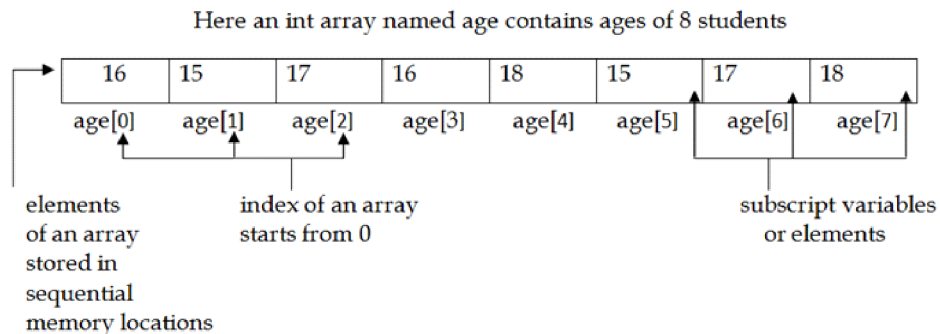 Here an int array named age contains ages of 8 students
16 15 17 16 18 15 17 18
age[0] age[1] age[2] age[3] age[4] age[5] age[6] age[7]
elements
of an array
stored in
sequential
memory locations
index of an array
starts from 0
subscript variables
or elements